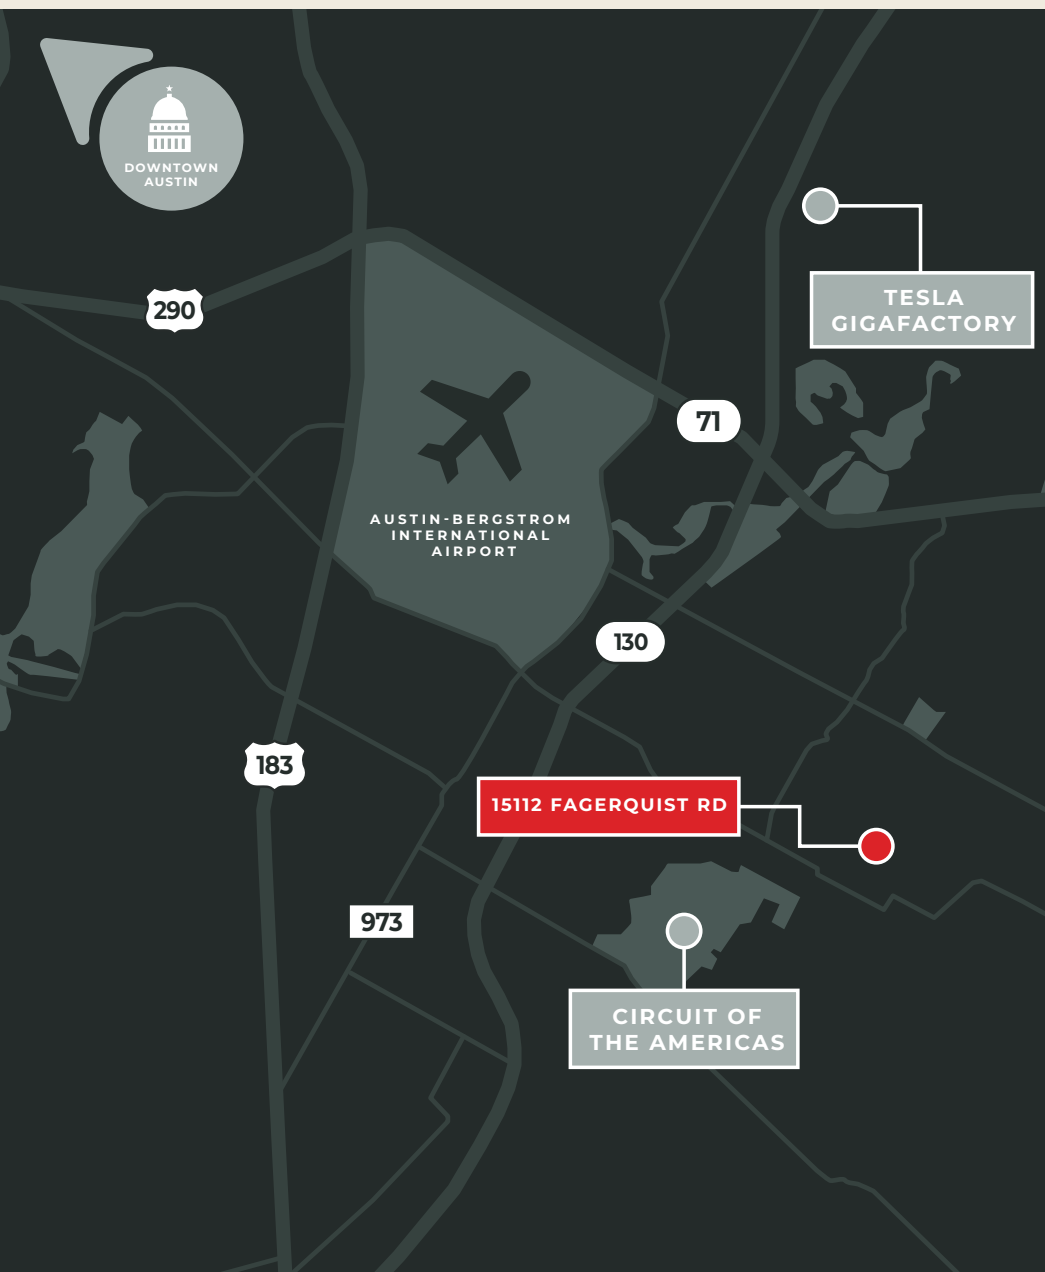 DOWNTOWN
AUSTIN
290
TESLA
GIGAFACTORY
71
AUSTIN-BERGSTROM
INTERNATIONAL
AIRPORT
130
183
15112 FAGERQUIST RD
973
CIRCUIT OF
THE AMERICAS